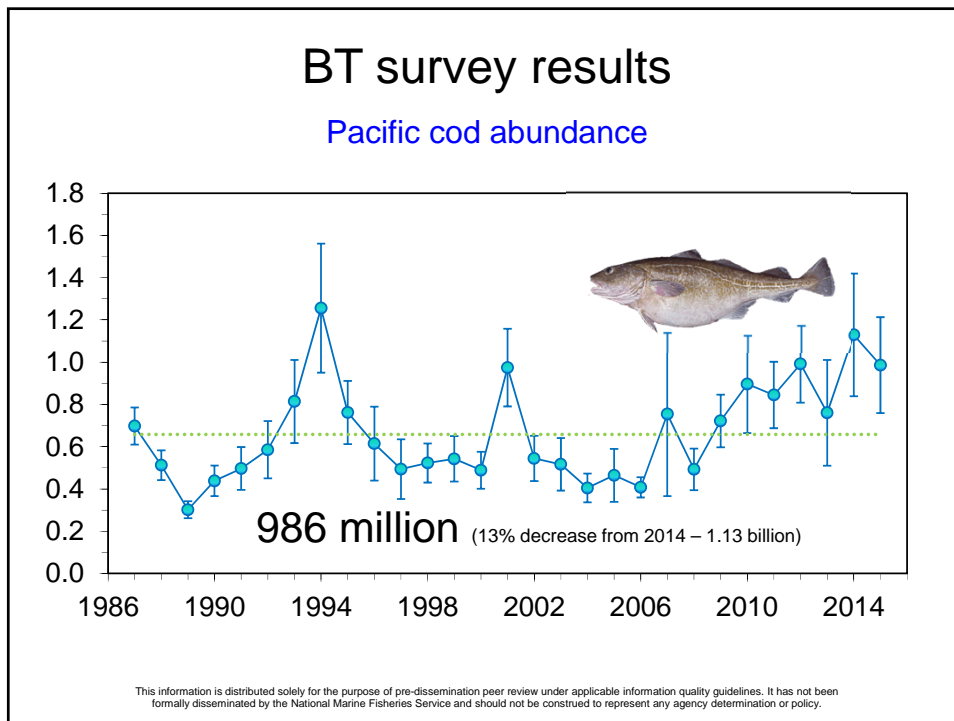 BT survey results
Pacific cod abundance
1.8
1.6
1.4
1.2
1.0
0.8
0.6
0.4
0.2
0.0
986 million (13% decrease from 2014 – 1.13 billion)
1986 1990 1994 1998 2002 2006 2010 2014
This information is distributed solely for the purpose of pre-dissemination peer review under applicable information quality guidelines. It has not been
formally disseminated by the National Marine Fisheries Service and should not be construed to represent any agency determination or policy.